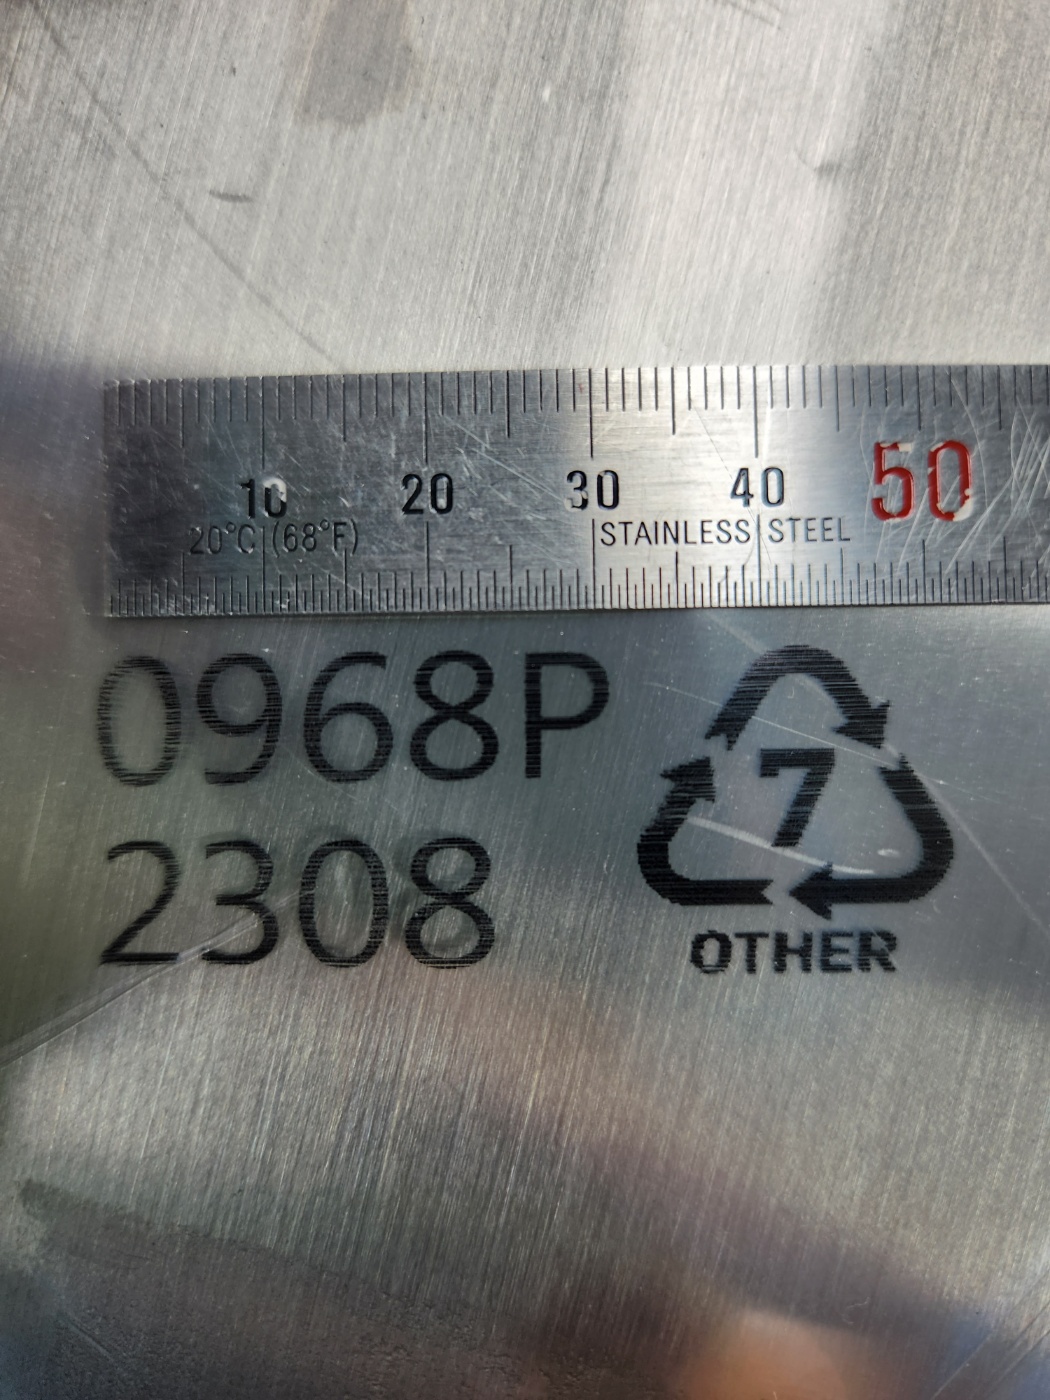 10 20 30 40 50
20°C (68°F) STAINLESS STEEL
0968P
2308
7
OTHER